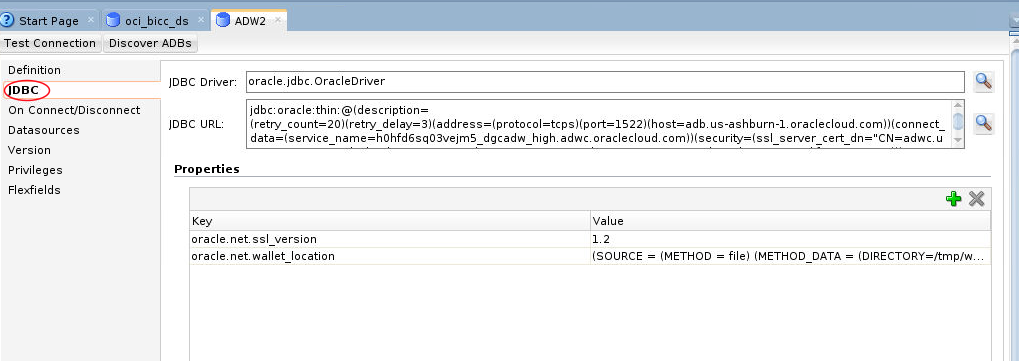 Start Page
oci_bicc_ds
ADW2
Test Connection Discover ADBs
Definition
JDBC
On Connect/Disconnect
Datasources
Version
Privileges
Flexfields
JDBC Driver: oracle.jdbc.OracleDriver
JDBC URL:
jdbc:oracle:thin:@(description=
(retry_count=20)(retry_delay=3)(address=(protocol=tcps)(port=1522)(host=adb.us-ashburn-1.oraclecloud.com))(connect_
data=(service_name=h0hfd6sq03vejm5_dgcadw_high.adwc.oraclecloud.com))(security=(ssl_server_cert_dn="CN=adwc.u
Properties
Key Value
oracle.net.ssl_version 1.2
oracle.net.wallet_location (SOURCE = (METHOD = file) (METHOD_DATA = (DIRECTORY=/tmp/w...